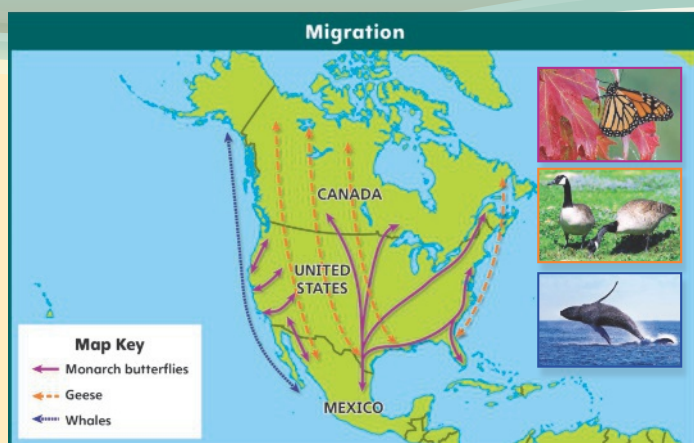 Migration
CANADA
UNITED
STATES
MEXICO
Map Key
Monarch butterflies
Geese
Whales